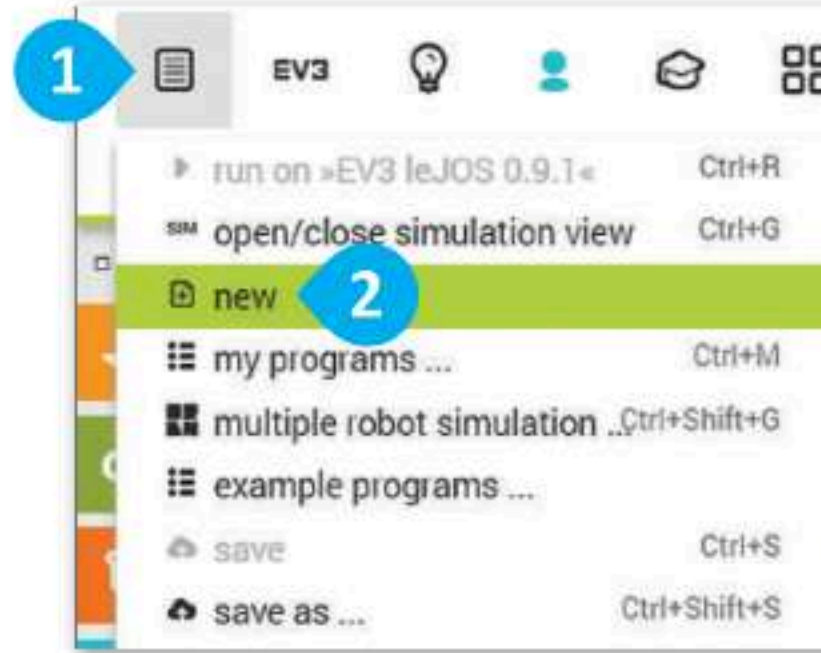 1
EV3
run on »EV3 leJOS 0.9.1« Ctrl+R
SIM open/close simulation view Ctrl+G
new 2
my programs ... Ctrl+M
multiple robot simulation ... Ctrl+Shift+G
example programs ...
save Ctrl+S
save as ... Ctrl+Shift+S